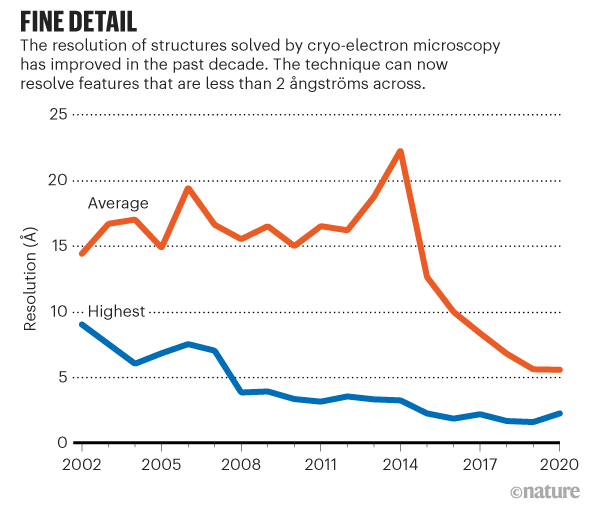 FINE DETAIL
The resolution of structures solved by cryo-electron microscopy
has improved in the past decade. The technique can now
resolve features that are less than 2 ångströms across.
25
20
Average
15
Resolution (Å)
10
Highest
5
0
2002 2005 2008 2011 2014 2017 2020
©nature